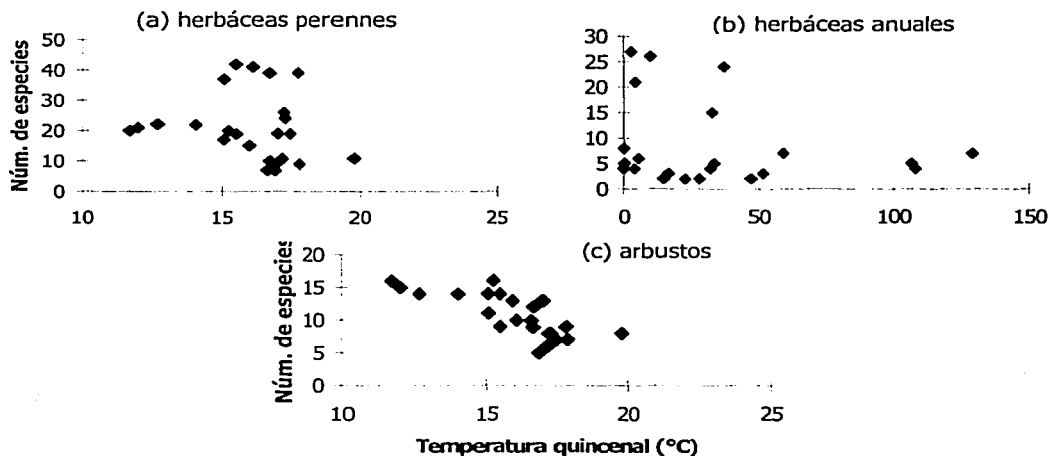 (a) herbáceas perennes
Núm. de especies
50
40
30
20
10
0
10 15 20 25
(b) herbáceas anuales
30
25
20
15
10
5
0
0 50 100 150
(c) arbustos
Núm. de especies
20
15
10
5
0
10 15 20 25
Temperatura quincenal (°C)